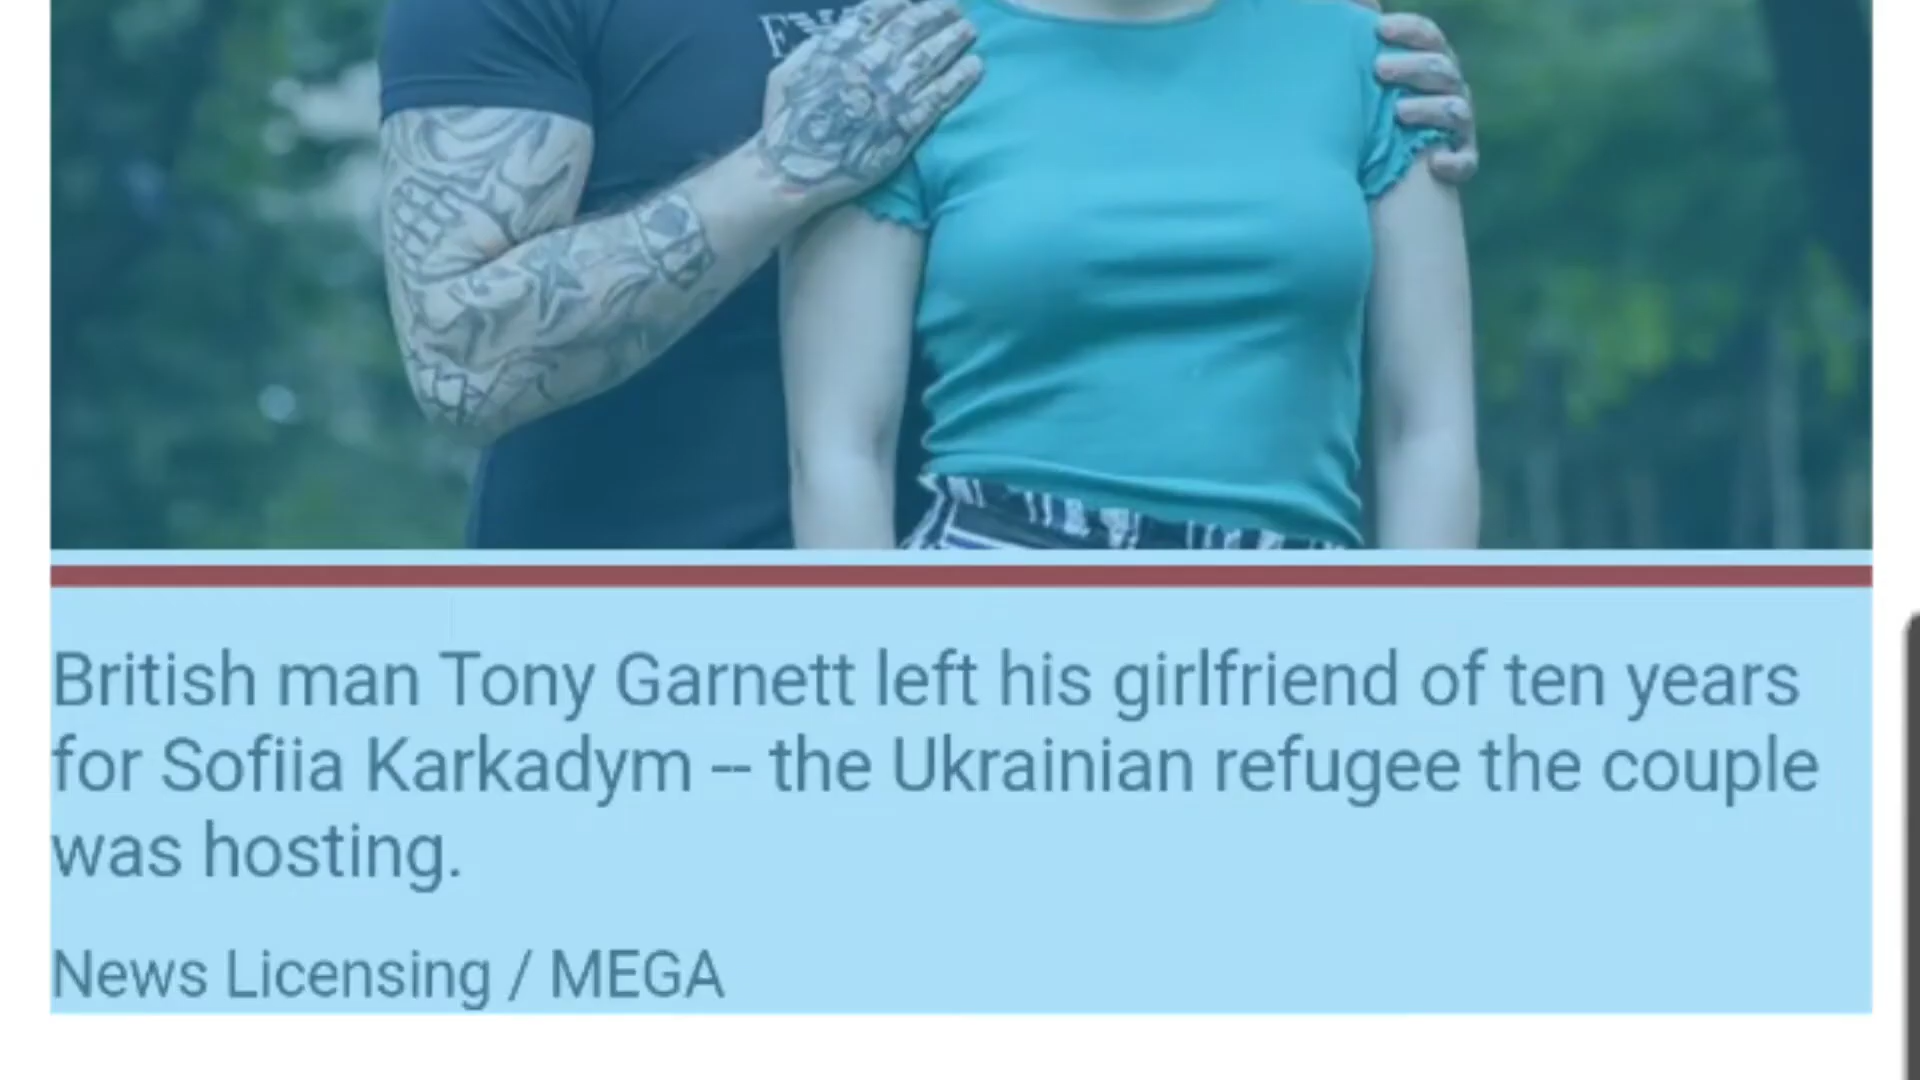 British man Tony Garnett left his girlfriend of ten years
for Sofiia Karkadym -- the Ukrainian refugee the couple
was hosting.
News Licensing / MEGA